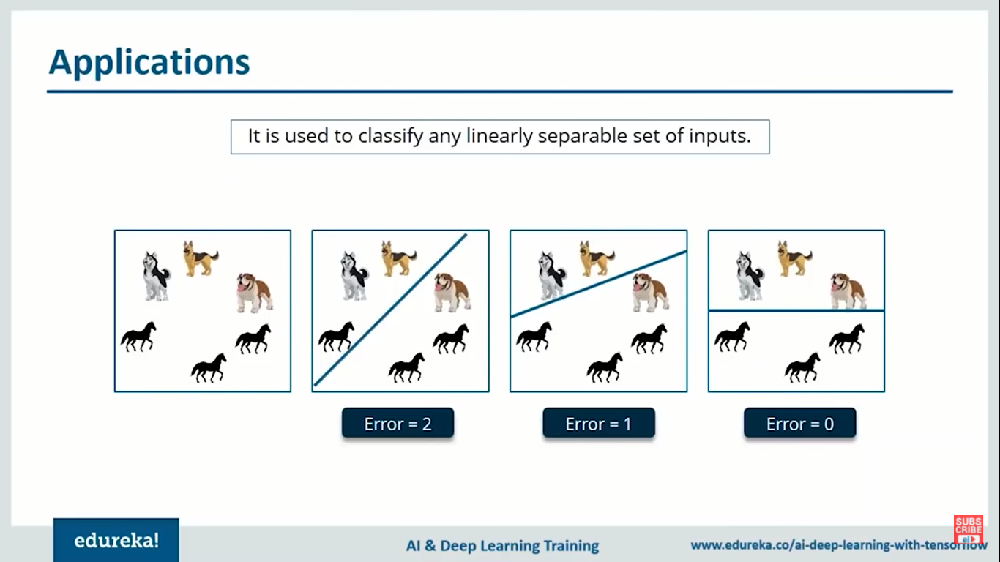 Applications
It is used to classify any linearly separable set of inputs.
Error = 2
Error = 1
Error = 0
edureka!
AI & Deep Learning Training
www.edureka.co/ai-deep-learning-with-tensorflow
SUBS
CRIBE
e!